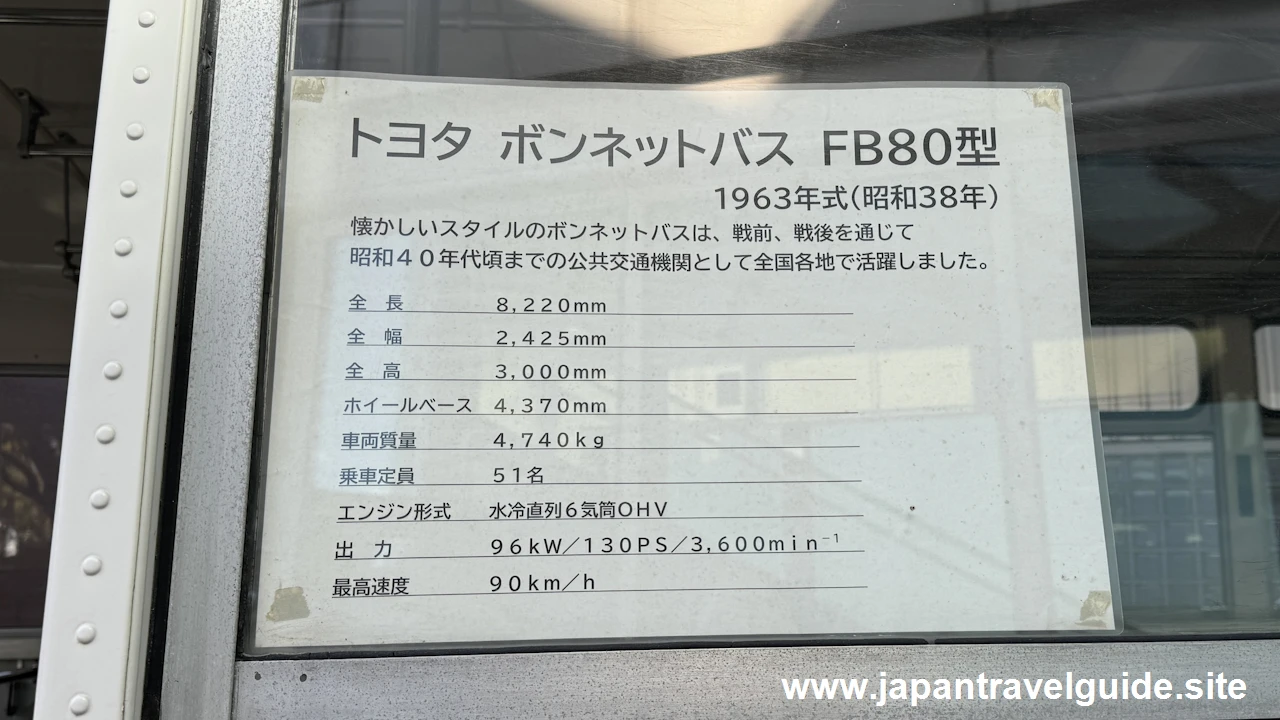 トヨタ ボンネットバス FB80型
1963年式(昭和38年)
懐かしいスタイルのボンネットバスは、戦前、戦後を通じて
昭和４０年代頃までの公共交通機関として全国各地で活躍しました。
全　長　8,220mm
全　幅　2,425mm
全　高　3,000mm
ホイールベース　4,370mm
車両質量　4,740kg
乗車定員　51名
エンジン形式　水冷直列6気筒OHV
出　力　96kW／130PS／3,600min⁻¹
最高速度　90km／h
www.japantravelguide.site